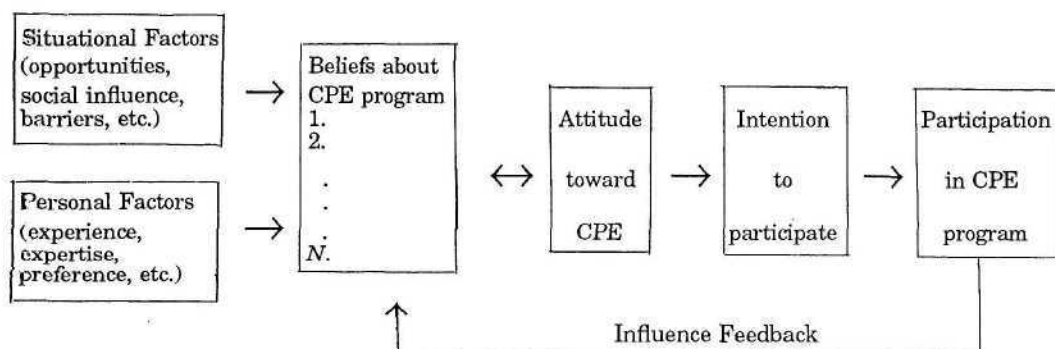 Situational Factors
(opportunities,
social influence,
barriers, etc.)
Personal Factors
(experience,
expertise,
preference, etc.)
Beliefs about
CPE program
1.
2.
.
.
.
N.
Attitude
toward
CPE
Intention
to
participate
Participation
in CPE
program
Influence Feedback